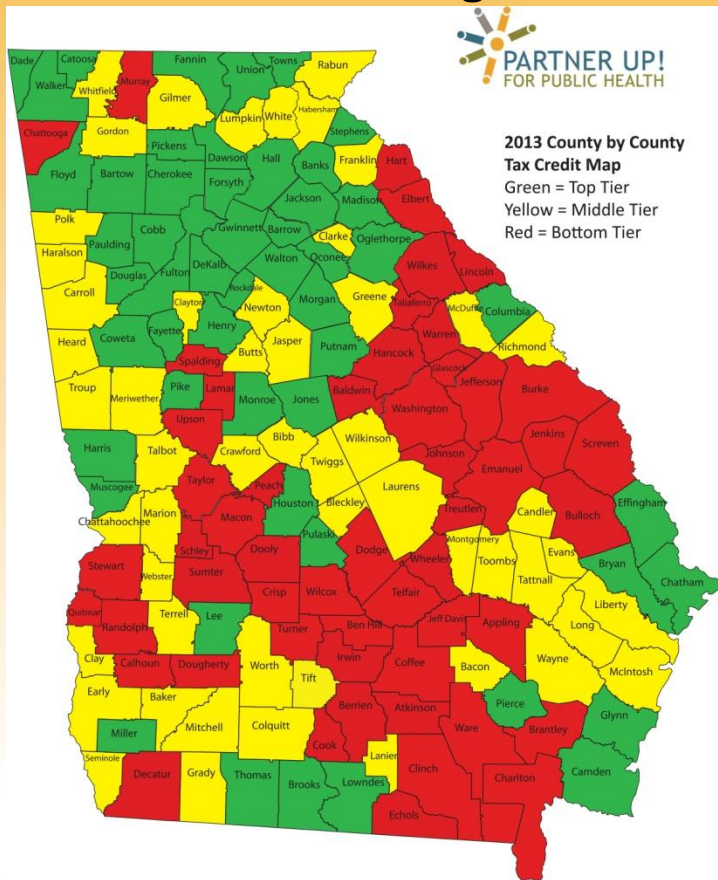 PARTNER UP!
FOR PUBLIC HEALTH
2013 County by County
Tax Credit Map
Green = Top Tier
Yellow = Middle Tier
Red = Bottom Tier
Dade Catoosa Fannin Towns Rabun
Walker Whitfield Murray Union
Gilmer Habersham
Lumpkin White
Chattooga Gordon Stephens
Pickens Dawson Franklin Hart
Floyd Bartow Cherokee Forsyth Hall Banks
Jackson Madison Elbert
Polk Cobb Gwinnett Barrow Clarke
Paulding Oglethorpe
Haralson Walton Oconee
Douglas Fulton DeKalb Wilkes Lincoln
Carroll Rockdale
Clayton Newton Morgan Greene Taliaferro McDuffie Columbia
Fayette Henry
Heard Coweta Jasper Putnam Warren Richmond
Butts Hancock
Spalding Glascock
Troup Meriwether Pike Lamar Monroe Jones Baldwin Jefferson Burke
Upson Washington
Harris Talbot Bibb Wilkinson Jenkins Screven
Crawford Johnson
Muscogee Taylor Peach Twiggs Emanuel
Houston Bleckley Laurens
Chattahoochee Marion Macon Treutlen Candler Bulloch Effingham
Pulaski
Stewart Schley Dooly Dodge Wheeler Montgomery Evans Bryan
Webster Sumter Toombs Tattnall Chatham
Crisp Wilcox Telfair
Quitman Liberty
Randolph Terrell Lee Turner Ben Hill Jeff Davis Appling Long
Clay Calhoun Dougherty Worth Irwin Coffee Bacon Wayne McIntosh
Tift
Early Baker
Berrien Atkinson Pierce Glynn
Miller Mitchell Colquitt Ware Brantley
Cook
Seminole Lanier Clinch Camden
Decatur Grady Thomas Brooks Lowndes Charlton
Echols